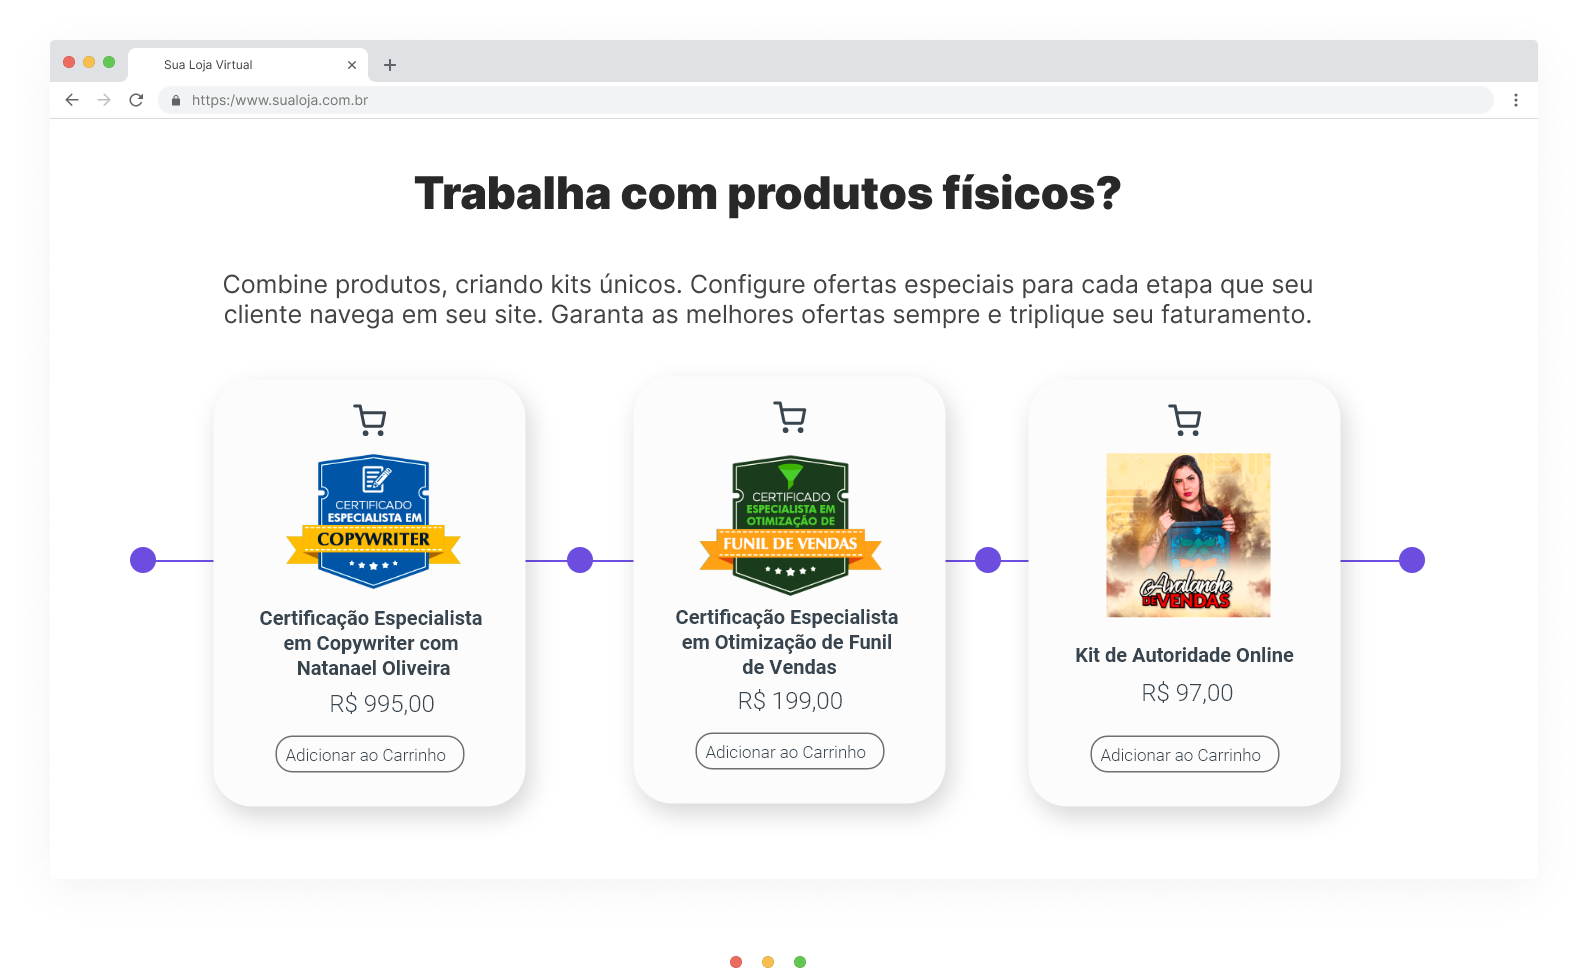 Sua Loja Virtual
https:/www.sualoja.com.br
Trabalha com produtos físicos?
Combine produtos, criando kits únicos. Configure ofertas especiais para cada etapa que seu
cliente navega em seu site. Garanta as melhores ofertas sempre e triplique seu faturamento.
CERTIFICADO
ESPECIALISTA EM
COPYWRITER
Certificação Especialista
em Copywriter com
Natanael Oliveira
R$ 995,00
Adicionar ao Carrinho
CERTIFICADO
ESPECIALISTA EM
OTIMIZAÇÃO DE
FUNIL DE VENDAS
Certificação Especialista
em Otimização de Funil
de Vendas
R$ 199,00
Adicionar ao Carrinho
Avalanche
DE VENDAS
Kit de Autoridade Online
R$ 97,00
Adicionar ao Carrinho